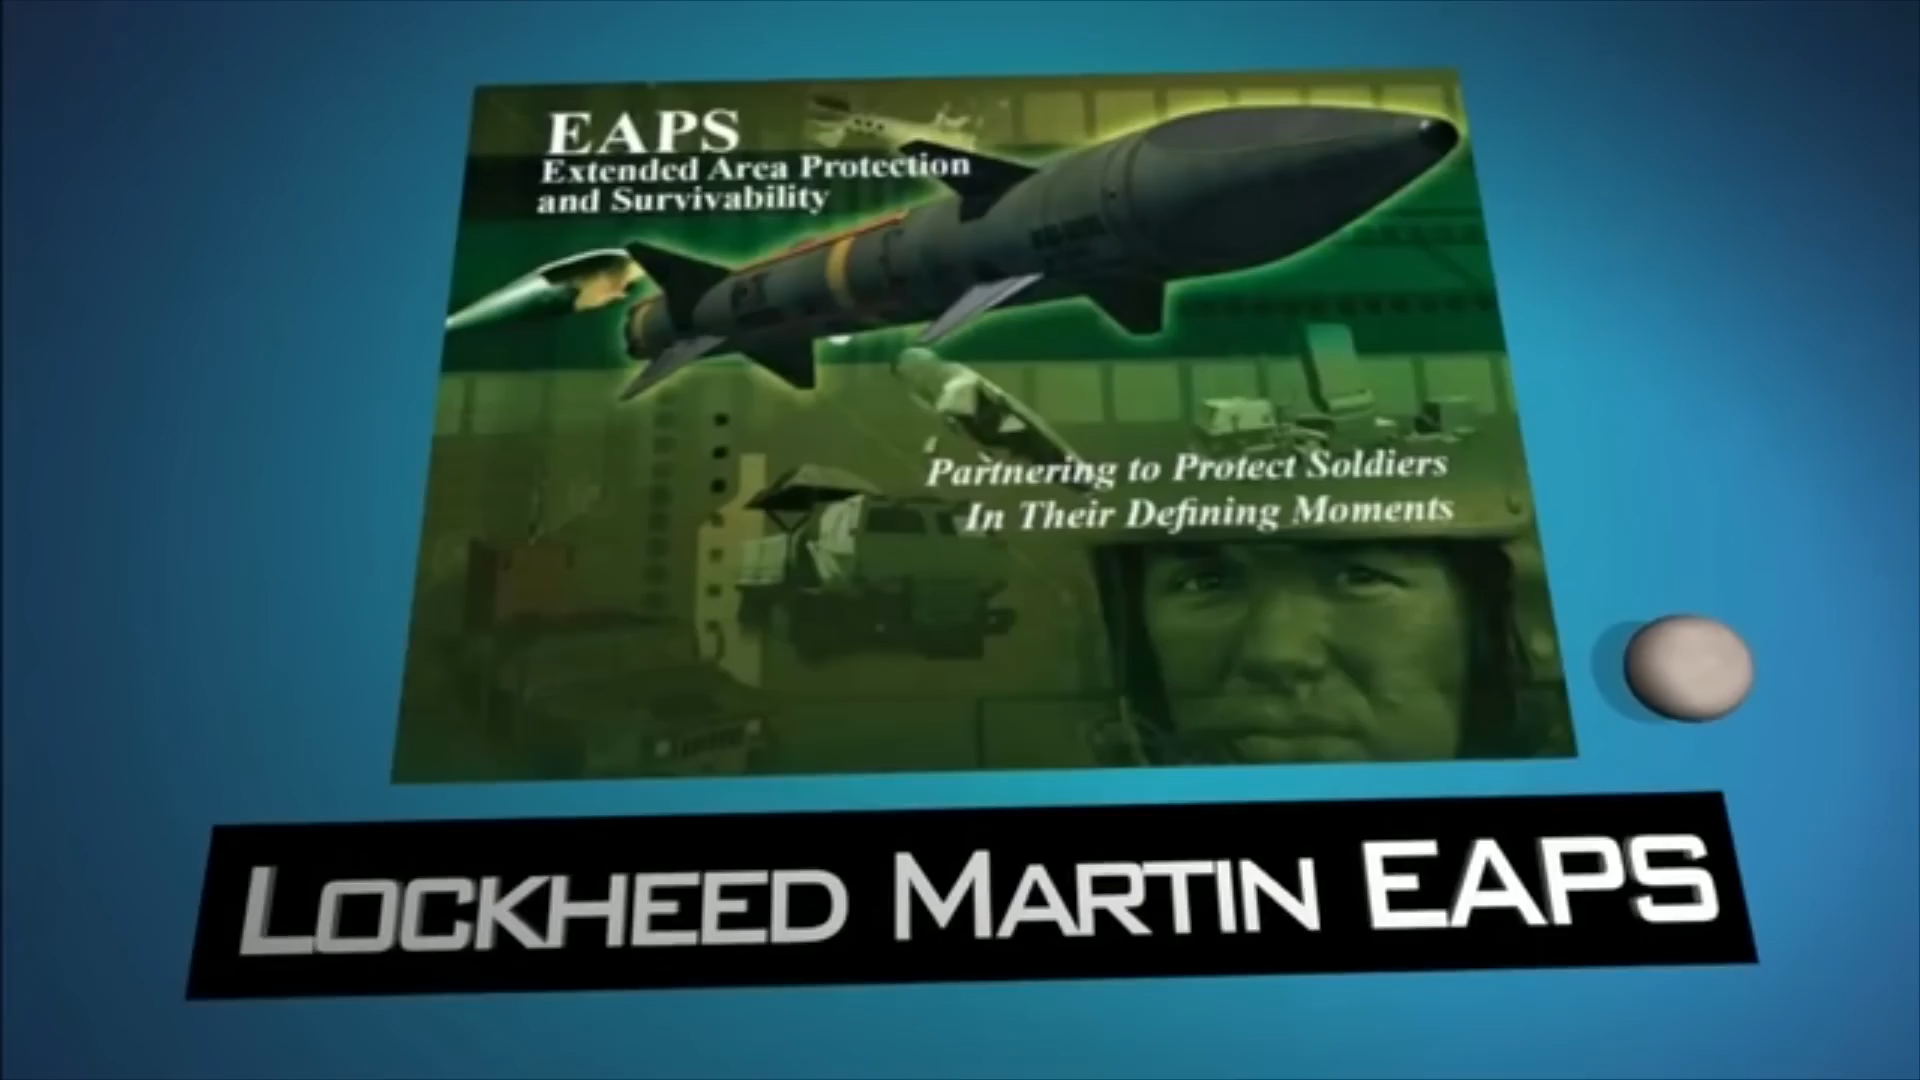 EAPS
Extended Area Protection
and Survivability
Partnering to Protect Soldiers
In Their Defining Moments
LOCKHEED MARTIN EAPS